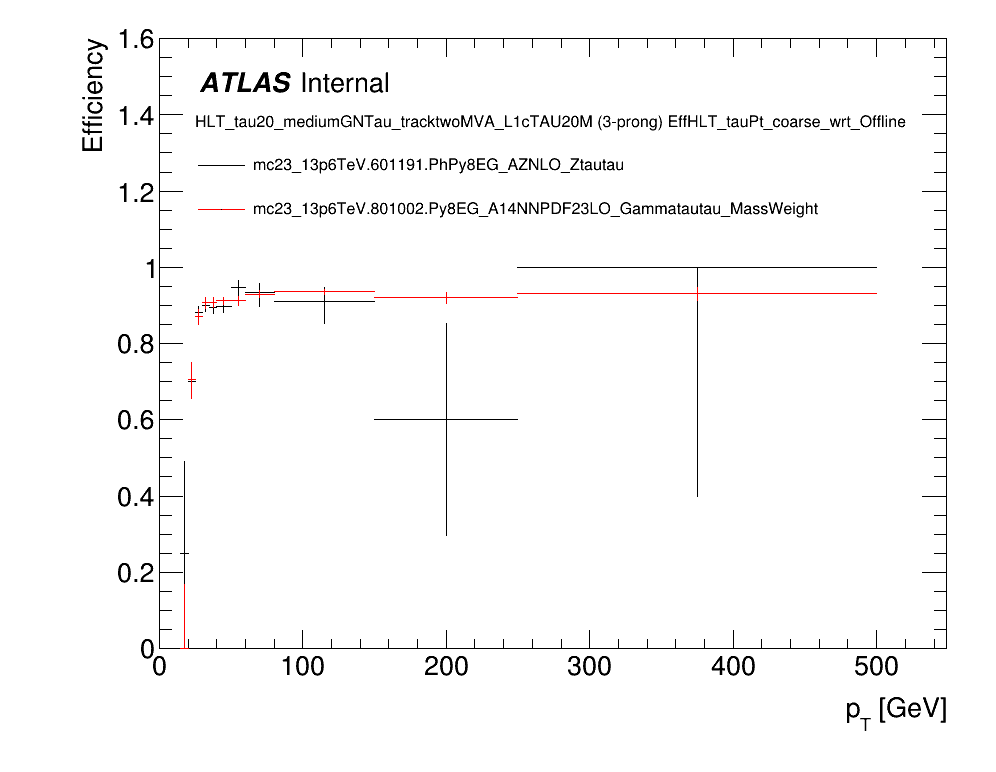 Efficiency
1.6
1.4
1.2
1
0.8
0.6
0.4
0.2
0
ATLAS Internal
HLT_tau20_mediumGNTau_tracktwoMVA_L1cTAU20M (3-prong) EffHLT_tauPt_coarse_wrt_Offline
mc23_13p6TeV.601191.PhPy8EG_AZNLO_Ztautau
mc23_13p6TeV.801002.Py8EG_A14NNPDF23LO_Gammatautau_MassWeight
0 100 200 300 400 500
p_T [GeV]